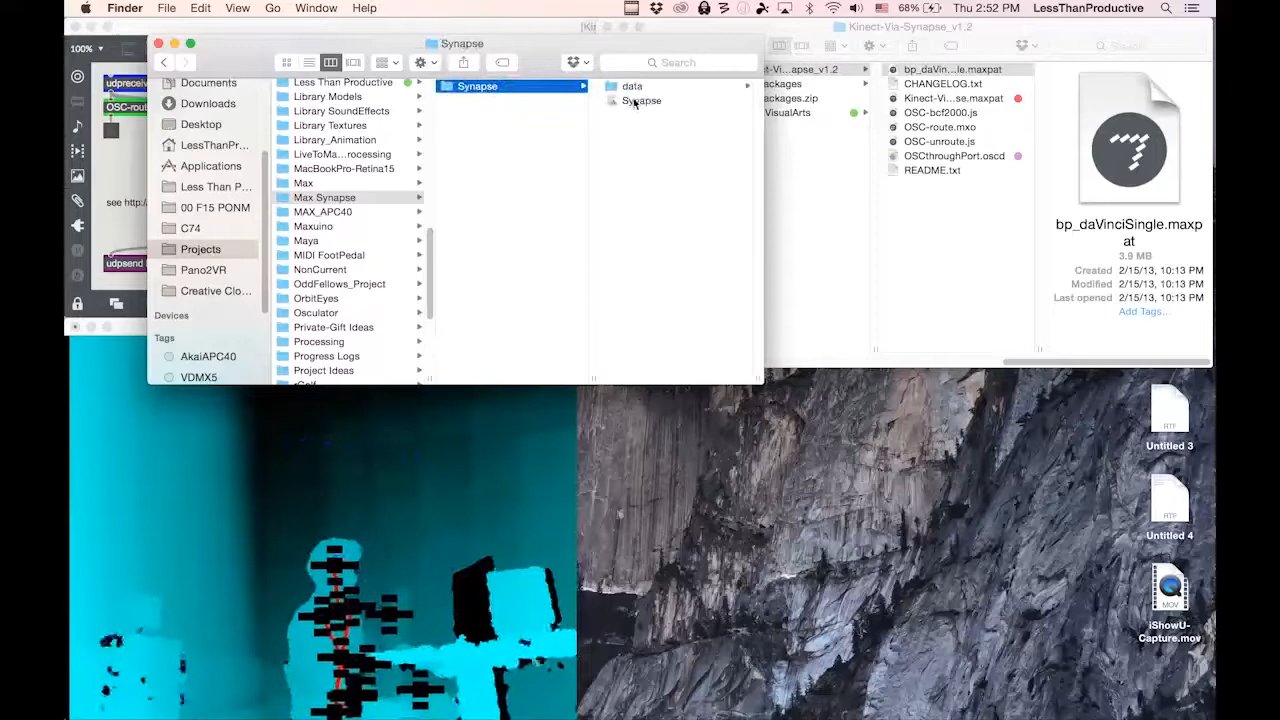 Finder File Edit View Go Window Help 68% Thu 2:52 PM LessThanProductive
Kinect-Via-Synapse_v1.2
100%
Synapse
Search
Search
udpsend
see http:/
Documents
Downloads
Desktop
LessThanPr...
Applications
Less Than P...
00 F15 PONM
C74
Projects
Pano2VR
Creative Clo...
Devices
Tags
AkaiAPC40
VDMX5
Less Than Productive
Library Models
Library SoundEffects
Library Textures
Library_Animation
LiveToMa...rocessing
MacBookPro-Retina15
Max
Max Synapse
MAX_APC40
Maxuino
Maya
MIDI FootPedal
NonCurrent
OddFellows_Project
OrbitEyes
Osculator
Private-Gift Ideas
Processing
Progress Logs
Project Ideas
Synapse
data
Synapse
t-Vi...apse_v1.2
ackages
ackages.zip
VisualArts
bp_daVin...le.maxpat
CHANGELOG.txt
Kinect-Vi...se.maxpat
OSC-bcf2000.js
OSC-route.mxo
OSC-unroute.js
OSCthroughPort.oscd
README.txt
bp_daVinciSingle.maxp
at
3.9 MB
Created 2/15/13, 10:13 PM
Modified 2/15/13, 10:13 PM
Last opened 2/15/13, 10:13 PM
Add Tags...
RTF
Untitled 3
RTF
Untitled 4
MOV
iShowU-
Capture.mov